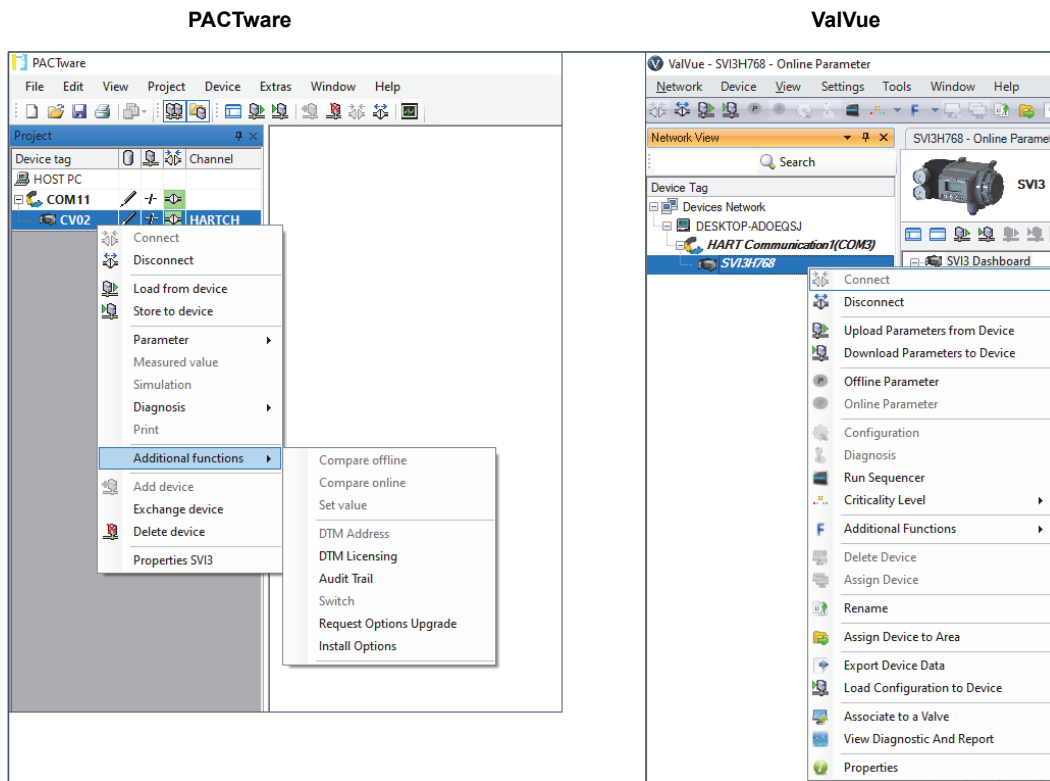 PACTware
PACTware
File Edit View Project Device Extras Window Help
Project
Device tag Channel
HOST PC
COM11
CV02 HARTCH
Connect
Disconnect
Load from device
Store to device
Parameter
Measured value
Simulation
Diagnosis
Print
Additional functions
Add device
Exchange device
Delete device
Properties SVI3
Compare offline
Compare online
Set value
DTM Address
DTM Licensing
Audit Trail
Switch
Request Options Upgrade
Install Options
ValVue
ValVue - SVI3H768 - Online Parameter
Network Device View Settings Tools Window Help
Network View
Search
Device Tag
Devices Network
DESKTOP-ADOEQSJ
HART Communication1(COM3)
SVI3H768
SVI3H768 - Online Paramet
SVI3
SVI3 Dashboard
Connect
Disconnect
Upload Parameters from Device
Download Parameters to Device
Offline Parameter
Online Parameter
Configuration
Diagnosis
Run Sequencer
Criticality Level
F Additional Functions
Delete Device
Assign Device
Rename
Assign Device to Area
Export Device Data
Load Configuration to Device
Associate to a Valve
View Diagnostic And Report
Properties